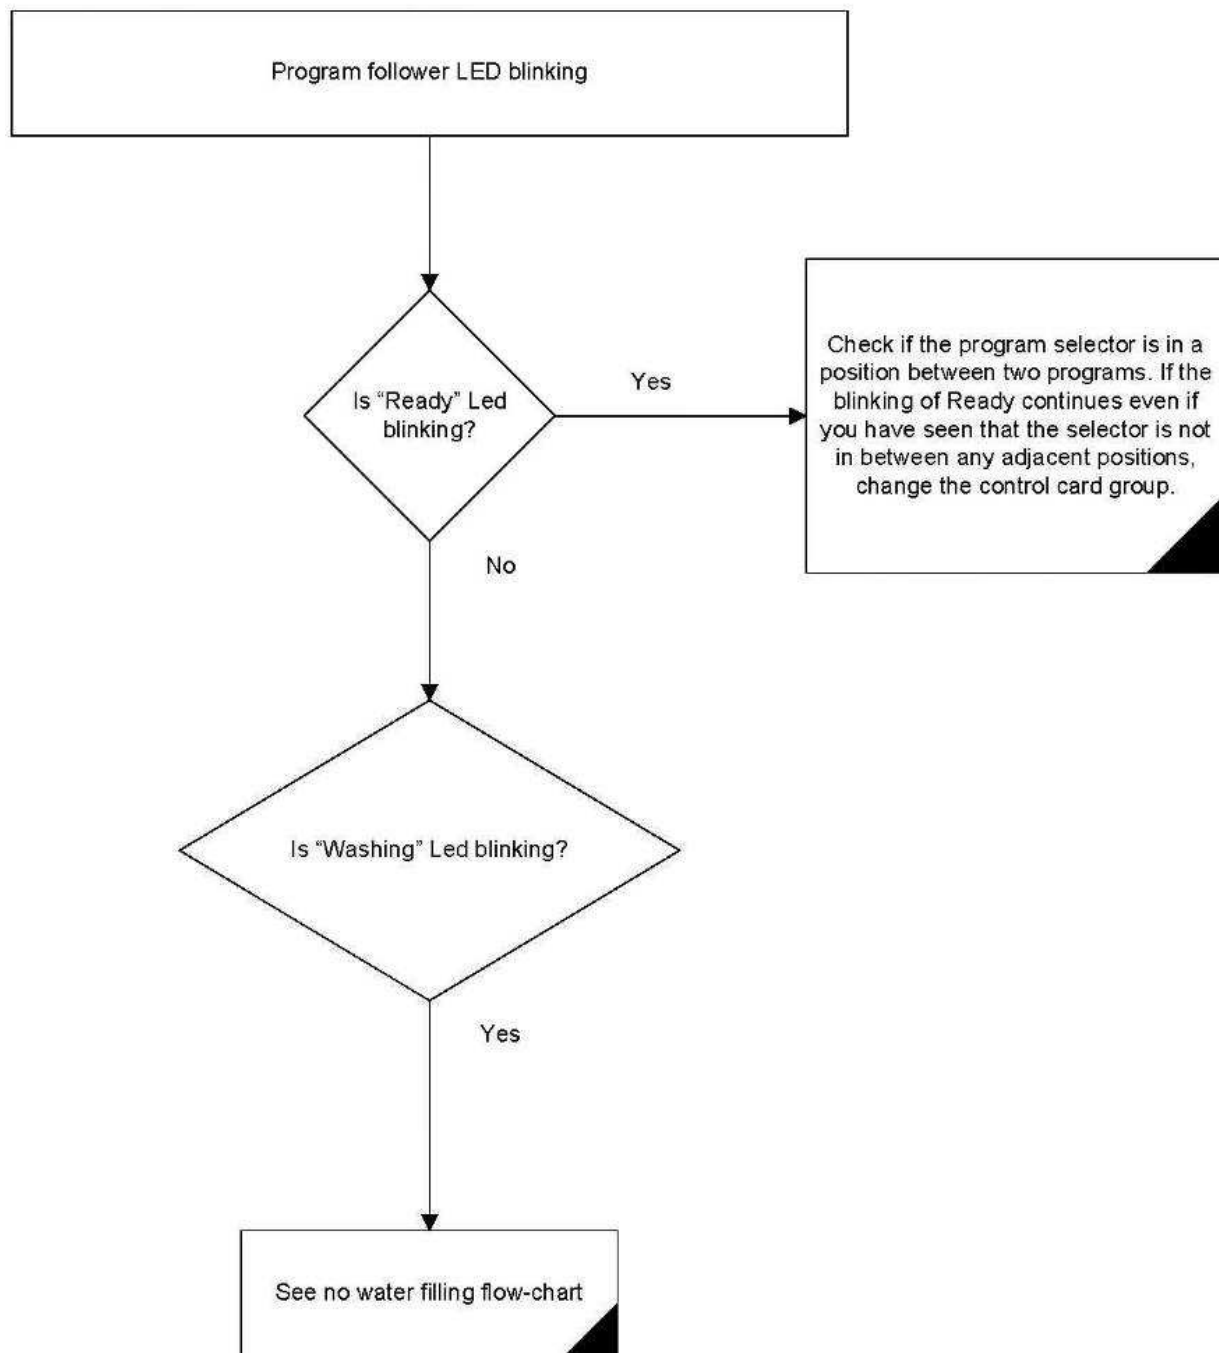 Program follower LED blinking
Is “Ready” Led
blinking?
Yes
Check if the program selector is in a
position between two programs. If the
blinking of Ready continues even if
you have seen that the selector is not
in between any adjacent positions,
change the control card group.
No
Is “Washing” Led blinking?
Yes
See no water filling flow-chart